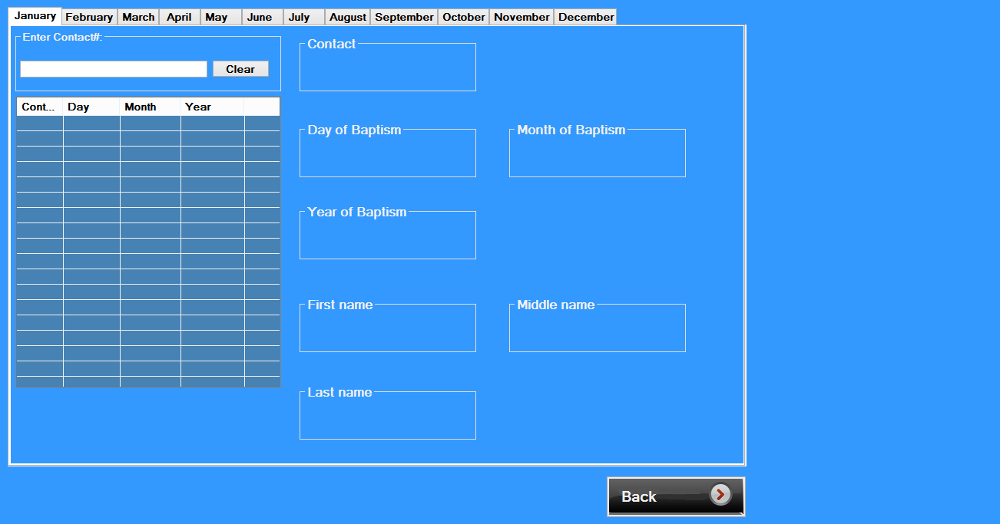 January February March April May June July August September October November December
Enter Contact#:
Clear
Cont... Day Month Year
Contact
Day of Baptism Month of Baptism
Year of Baptism
First name Middle name
Last name
Back